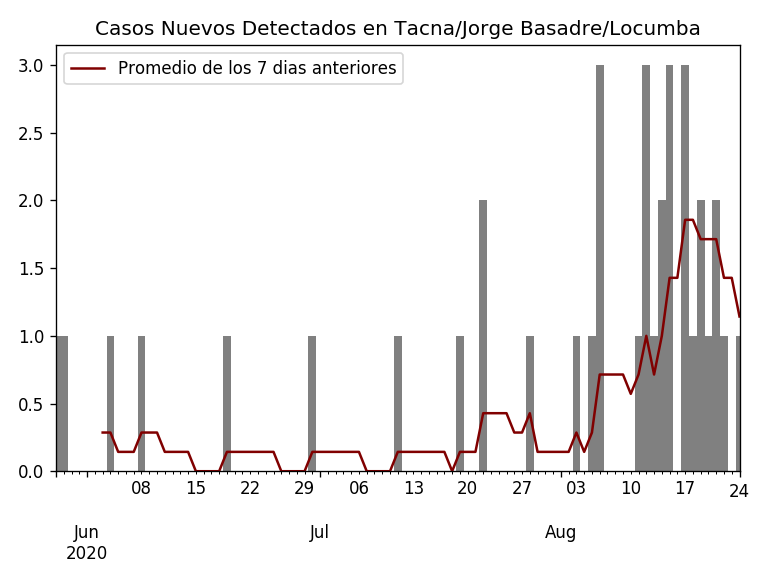 Casos Nuevos Detectados en Tacna/Jorge Basadre/Locumba
Promedio de los 7 dias anteriores
3.0
2.5
2.0
1.5
1.0
0.5
0.0
08 15 22 29 06 13 20 27 03 10 17 24
Jun Jul Aug
2020